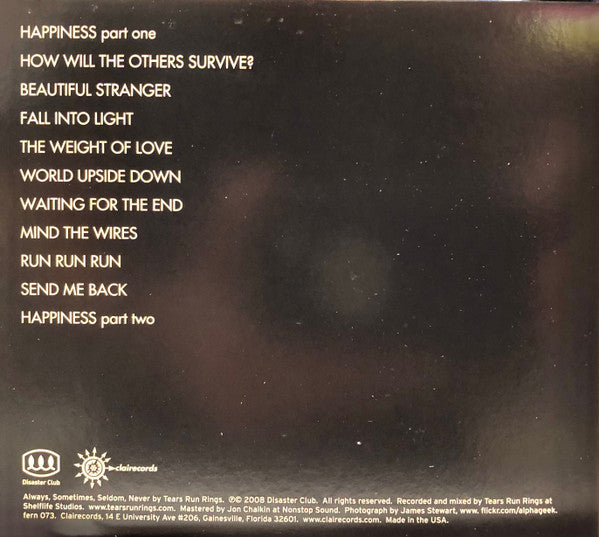 HAPPINESS part one
HOW WILL THE OTHERS SURVIVE?
BEAUTIFUL STRANGER
FALL INTO LIGHT
THE WEIGHT OF LOVE
WORLD UPSIDE DOWN
WAITING FOR THE END
MIND THE WIRES
RUN RUN RUN
SEND ME BACK
HAPPINESS part two
clairecords
Disaster Club
Always, Sometimes, Seldom, Never by Tears Run Rings. ℗© 2008 Disaster Club. All rights reserved. Recorded and mixed by Tears Run Rings at
Shelflife Studios. www.tearsrunrings.com. Mastered by Jon Chaikin at Nonstop Sound. Photograph by James Stewart, www.flickr.com/alphageek.
fern 073. Clairecords, 14 E University Ave #206, Gainesville, Florida 32601. www.clairecords.com. Made in the USA.